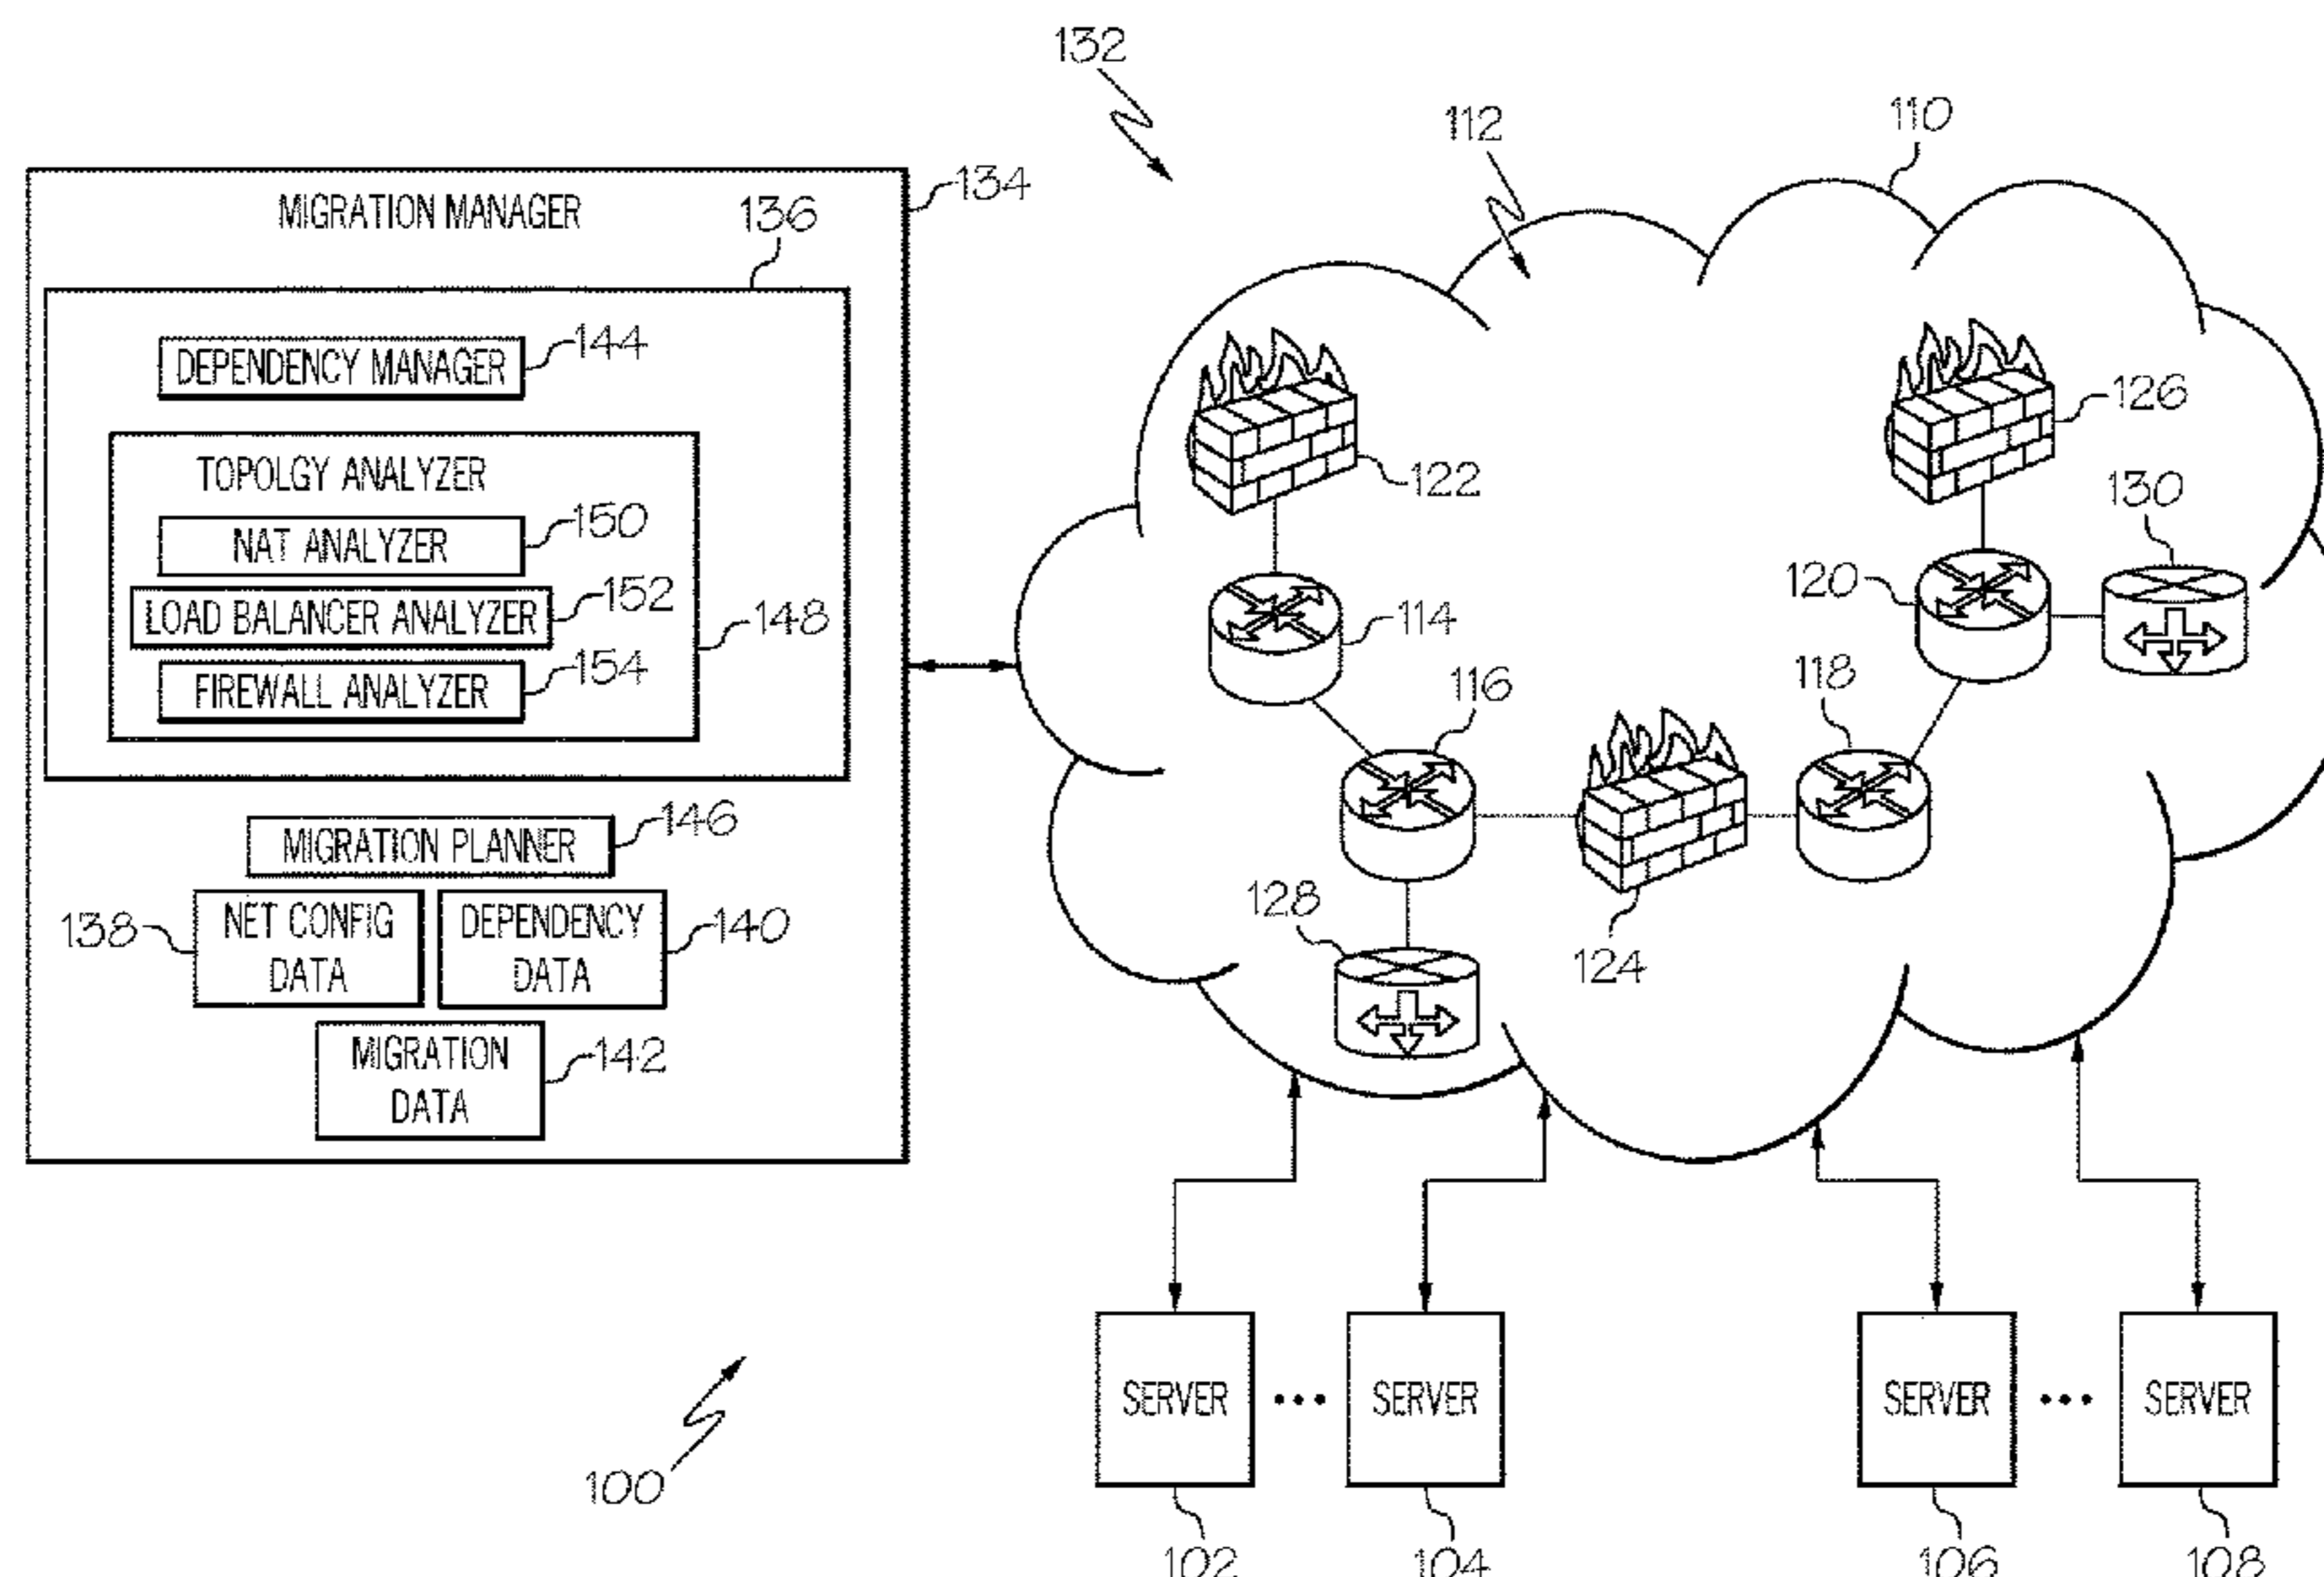 132
112
110
134
MIGRATION MANAGER
136
DEPENDENCY MANAGER
144
126
TOPOLGY ANALYZER
122
130
NAT ANALYZER
150
120
LOAD BALANCER ANALYZER
152
148
114
FIREWALL ANALYZER
154
116
118
MIGRATION PLANNER
146
138
NET CONFIG
DATA
DEPENDENCY
DATA
140
128
124
MIGRATION
DATA
142
SERVER
SERVER
SERVER
SERVER
100
102
104
106
108